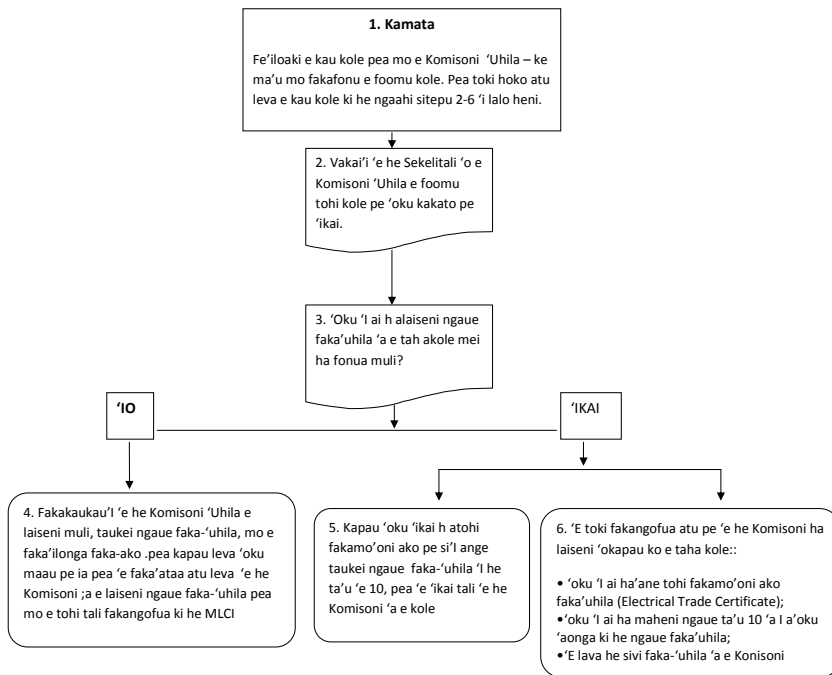 1. Kamata
Fe’iloaki e kau kole pea mo e Komisoni ‘Uhila – ke
ma’u mo fakafonu e foomu kole. Pea toki hoko atu
leva e kau kole ki he ngaahi sitepu 2-6 ‘i lalo heni.
2. Vakai’i ‘e he Sekelitali ‘o e
Komisoni ‘Uhila e foomu
tohi kole pe ‘oku kakato pe
‘ikai.
3. ‘Oku ‘I ai h alaiseni ngaue
faka’uhila ‘a e tah akole mei
ha fonua muli?
‘IO
‘IKAI
4. Fakakaukau’I ‘e he Komisoni ‘Uhila e
laiseni muli, taukei ngaue faka-‘uhila, mo e
faka’ilonga faka-ako .pea kapau leva ‘oku
maau pe ia pea ‘e faka’ataa atu leva ‘e he
Komisoni ;a e laiseni ngaue faka-‘uhila pea
mo e tohi tali fakangofua ki he MLCI
5. Kapau ‘oku ‘ikai h atohi
fakamo’oni ako pe si’I ange
taukei ngaue faka-‘uhila ‘I he
ta’u ‘e 10, pea ‘e ‘ikai tali ‘e he
Komisoni ‘a e kole
6. ‘E toki fakangofua atu pe ‘e he Komisoni ha
laiseni ‘okapau ko e taha kole::
• ‘oku ‘I ai ha’ane tohi fakamo’oni ako
faka’uhila (Electrical Trade Certificate);
•‘oku ‘I ai ha maheni ngaue ta’u 10 ‘a I a’oku
‘aonga ki he ngaue faka’uhila;
•‘E lava he sivi faka-‘uhila ‘a e Konisoni